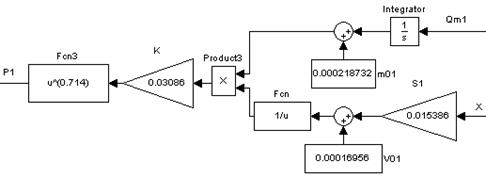 Integrator
Qm1
1
s
K
Fcn3
Product3
P1
u^(0.714)
0.03086
×
0.000218732
m01
S1
Fcn
X
1/u
0.015386
0.00016956
V01